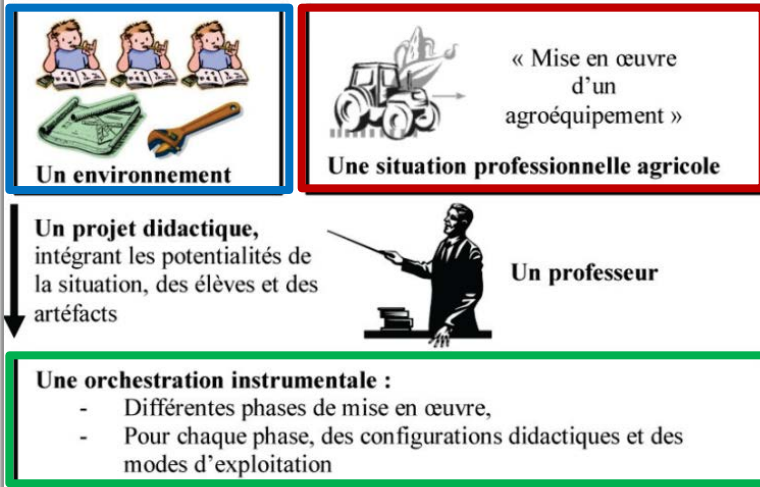 « Mise en œuvre
d'un
agroéquipement »
Un environnement
Une situation professionnelle agricole
Un projet didactique,
intégrant les potentialités de
la situation, des élèves et des
artéfacts
Un professeur
Une orchestration instrumentale :
- Différentes phases de mise en œuvre,
- Pour chaque phase, des configurations didactiques et des
modes d'exploitation